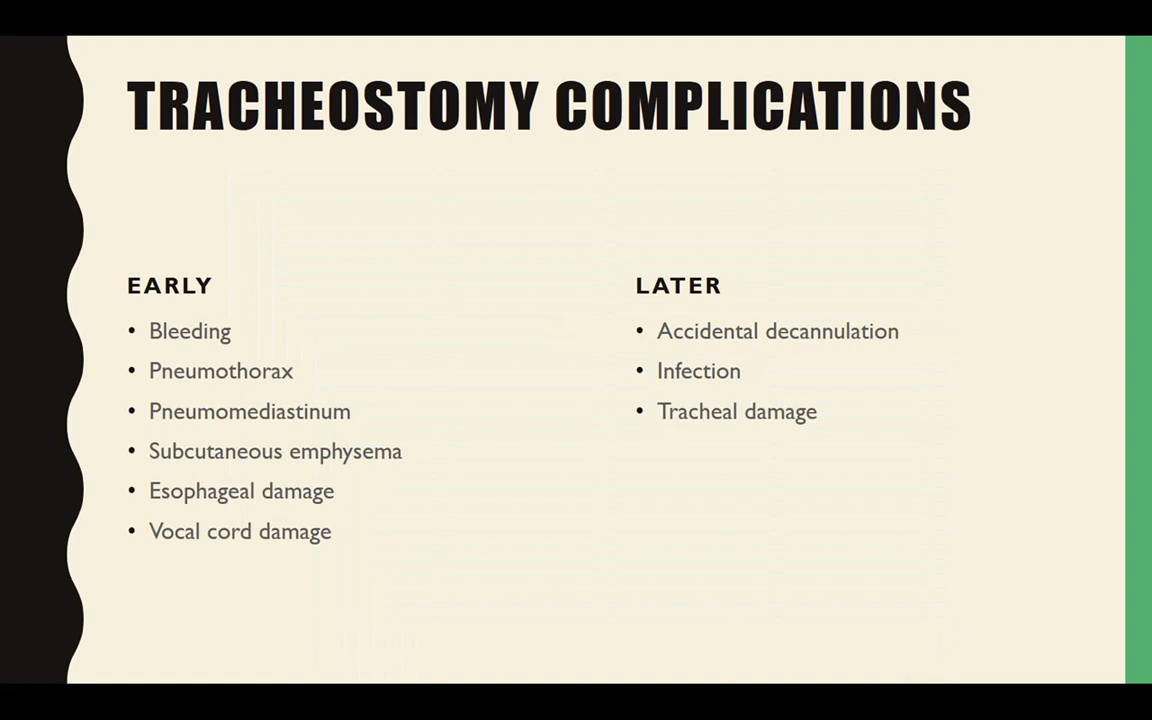 TRACHEOSTOMY COMPLICATIONS
EARLY
• Bleeding
• Pneumothorax
• Pneumomediastinum
• Subcutaneous emphysema
• Esophageal damage
• Vocal cord damage
LATER
• Accidental decannulation
• Infection
• Tracheal damage